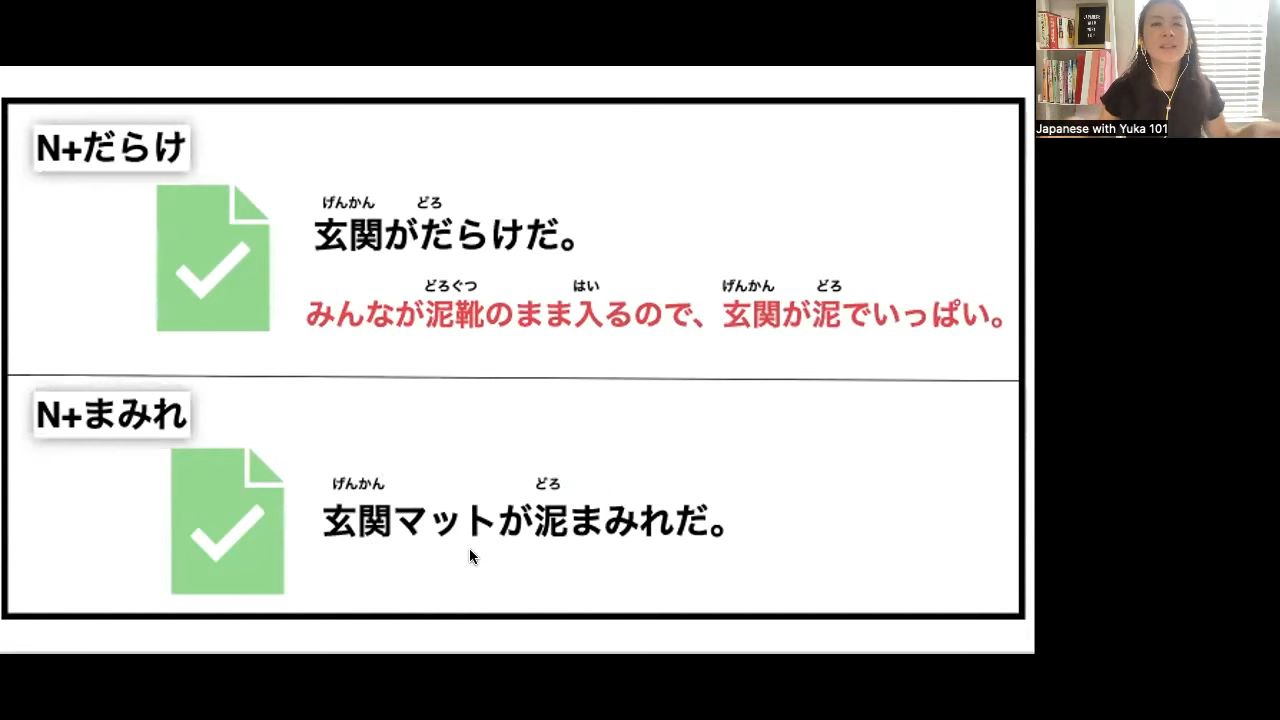 N+だらけ
げんかん どろ
玄関がだらけだ。
どろぐつ はい げんかん どろ
みんなが泥靴のまま入るので、玄関が泥でいっぱい。
N+まみれ
げんかん どろ
玄関マットが泥まみれだ。
Japanese with Yuka 101